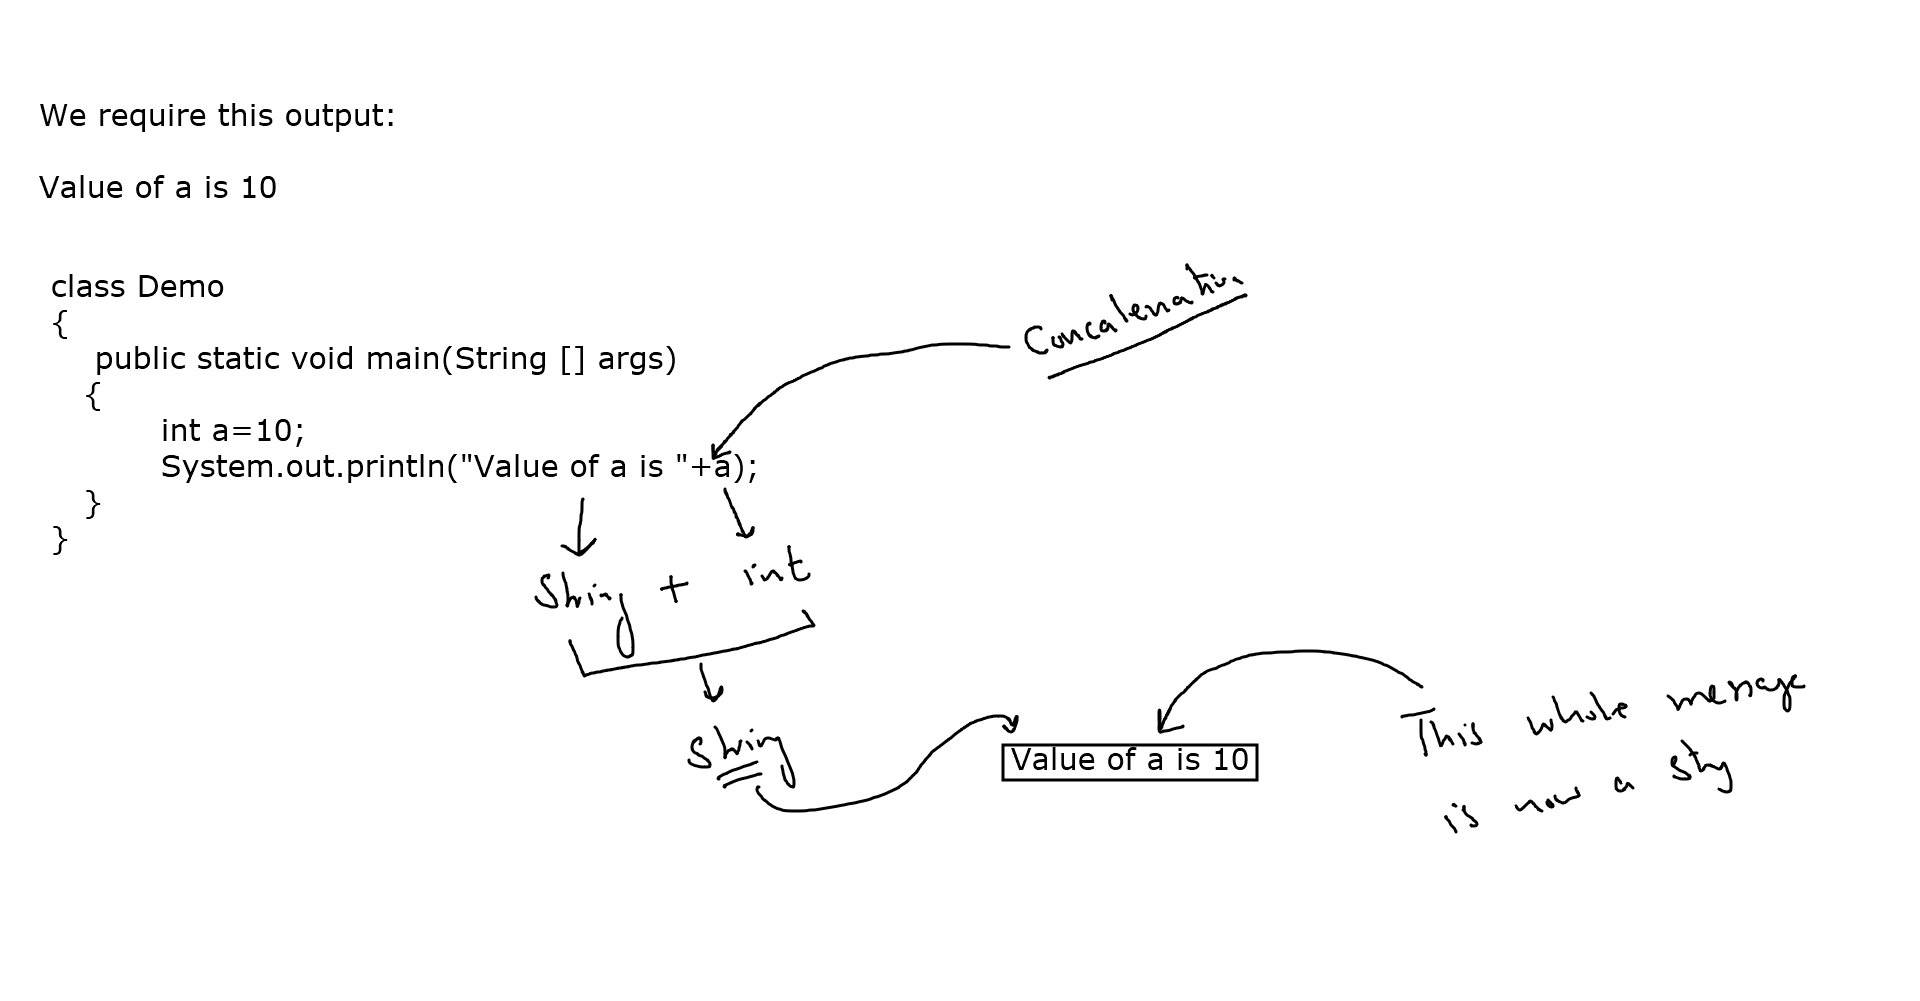 We require this output:
Value of a is 10
class Demo
{
public static void main(String [] args)
{
int a=10;
System.out.println("Value of a is "+a);
}
}
Concatenation
String + int
String
Value of a is 10
This whole message
is now a string